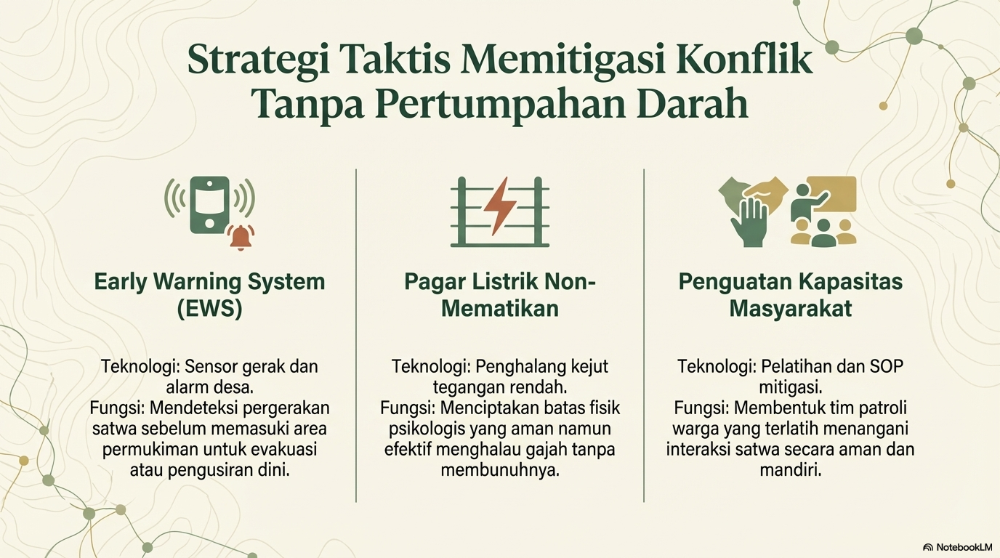 Strategi Taktis Memitigasi Konflik
Tanpa Pertumpahan Darah
Early Warning System
(EWS)
Teknologi: Sensor gerak dan
alarm desa.
Fungsi: Mendeteksi pergerakan
satwa sebelum memasuki area
permukiman untuk evakuasi
atau pengusiran dini.
Pagar Listrik Non-
Mematikan
Teknologi: Penghalang kejut
tegangan rendah.
Fungsi: Menciptakan batas fisik
psikologis yang aman namun
efektif menghalau gajah tanpa
membunuhnya.
Penguatan Kapasitas
Masyarakat
Teknologi: Pelatihan dan SOP
mitigasi.
Fungsi: Membentuk tim patroli
warga yang terlatih menangani
interaksi satwa secara aman dan
mandiri.
NotebookLM